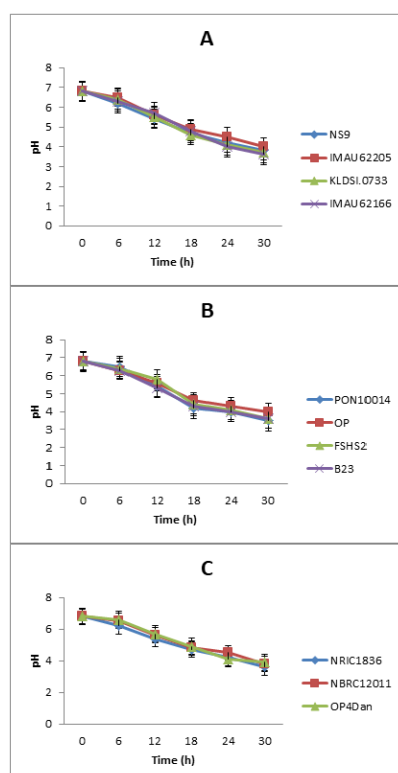 A
8
7
6
5
4
3
2
1
0
pH
0 6 12 18 24 30
Time (h)
NS9
IMAU62205
KLDSI.0733
IMAU62166
B
8
7
6
5
4
3
2
1
0
pH
0 6 12 18 24 30
Time (h)
PON10014
OP
FSHS2
B23
C
8
6
4
2
0
pH
0 6 12 18 24 30
Time (h)
NRIC1836
NBRC12011
OP4Dan